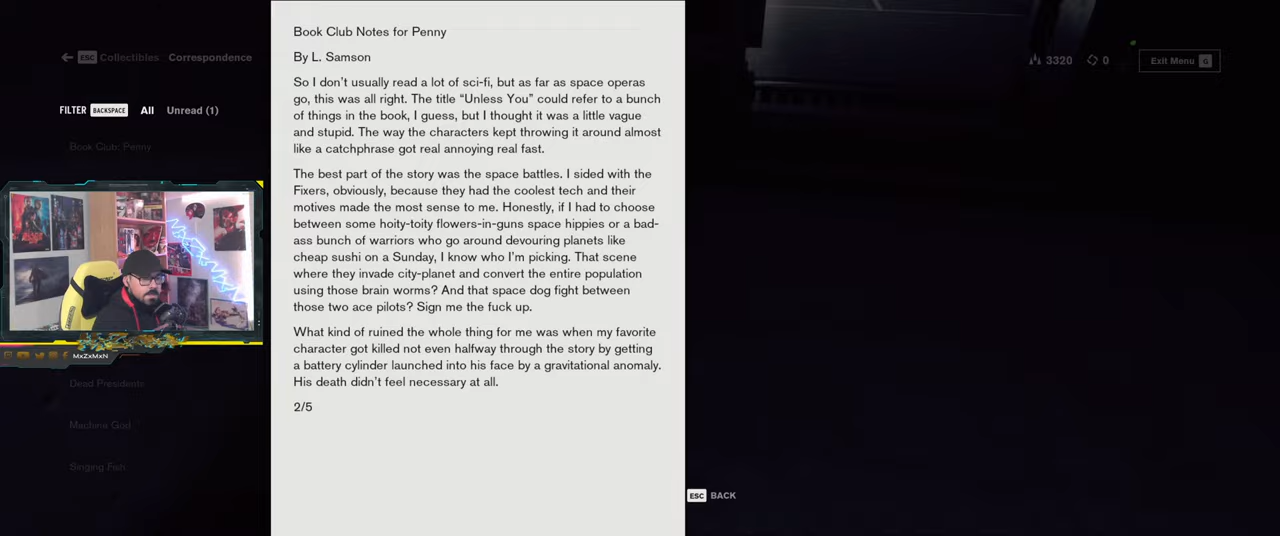 Book Club Notes for Penny
By L. Samson
So I don't usually read a lot of sci-fi, but as far as space operas
go, this was all right. The title “Unless You” could refer to a bunch
of things in the book, I guess, but I thought it was a little vague
and stupid. The way the characters kept throwing it around almost
like a catchphrase got real annoying real fast.
The best part of the story was the space battles. I sided with the
Fixers, obviously, because they had the coolest tech and their
motives made the most sense to me. Honestly, if I had to choose
between some hoity-toity flowers-in-guns space hippies or a bad-
ass bunch of warriors who go around devouring planets like
cheap sushi on a Sunday, I know who I'm picking. That scene
where they invade city-planet and convert the entire population
using those brain worms? And that space dog fight between
those two ace pilots? Sign me the fuck up.
What kind of ruined the whole thing for me was when my favorite
character got killed not even halfway through the story by getting
a battery cylinder launched into his face by a gravitational anomaly.
His death didn't feel necessary at all.
2/5
ESC Collectibles Correspondence
FILTER BACKSPACE All Unread (1)
Book Club: Penny
Dead Presidents
Machine God
Singing Fish
MxZxMxN
3320 0 Exit Menu G
ESC BACK